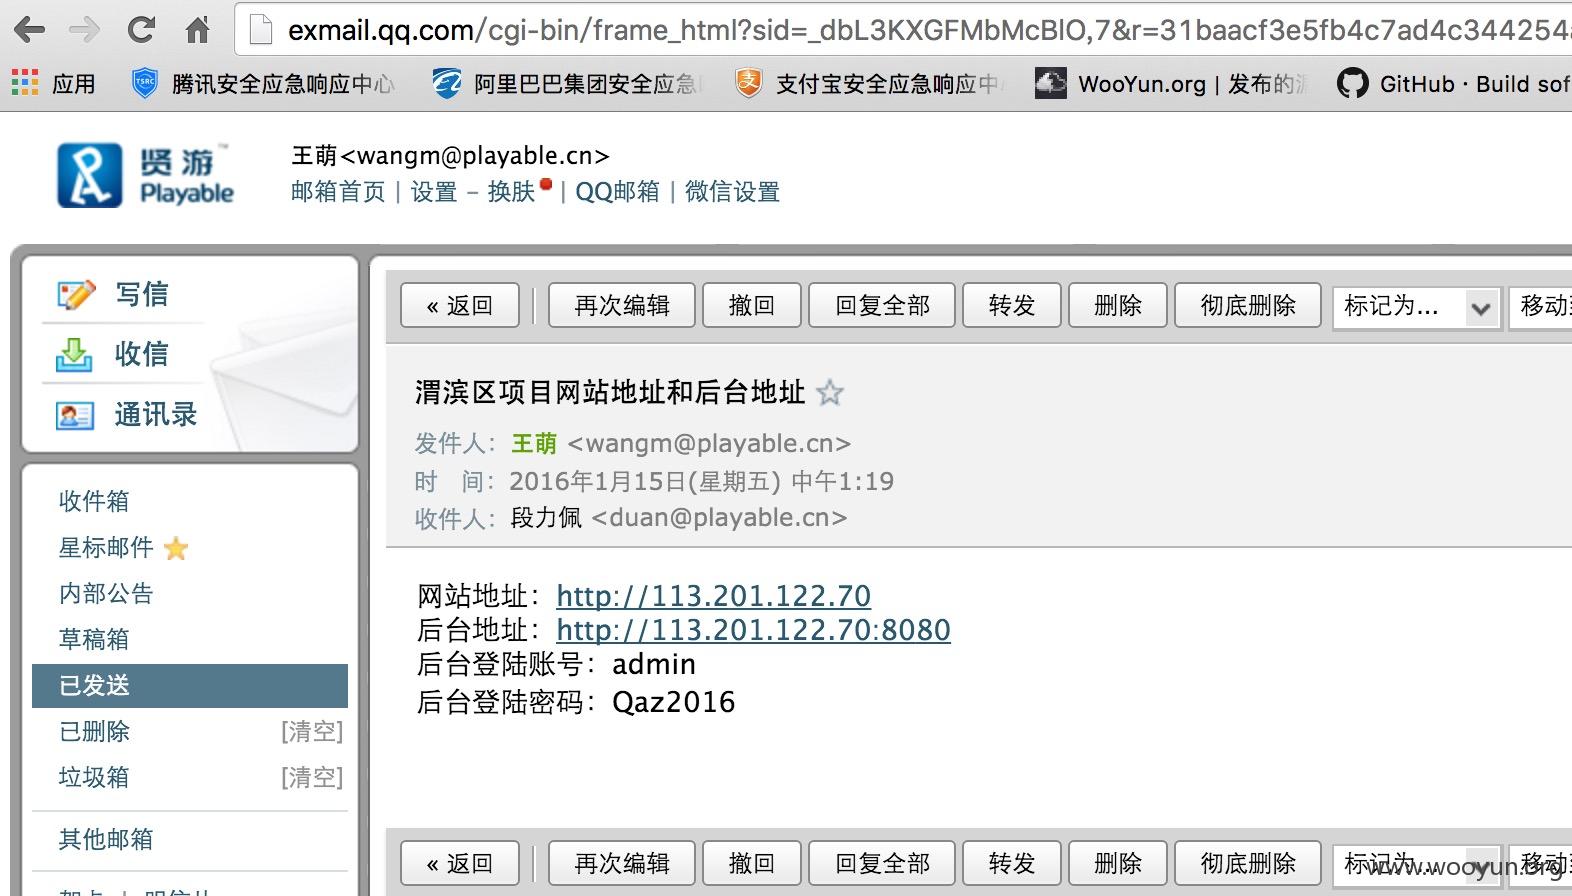 exmail.qq.com/cgi-bin/frame_html?sid=_dbL3KXGFMbMcBlO,7&r=31baacf3e5fb4c7ad4c344254
应用 腾讯安全应急响应中心 阿里巴巴集团安全应急 支付宝安全应急响应中 WooYun.org | 发布的 GitHub · Build sof
贤游™
Playable
王萌<wangm@playable.cn>
邮箱首页 | 设置 - 换肤 | QQ邮箱 | 微信设置
写信
收信
通讯录
收件箱
星标邮件
内部公告
草稿箱
已发送
已删除 [清空]
垃圾箱 [清空]
其他邮箱
« 返回 再次编辑 撤回 回复全部 转发 删除 彻底删除 标记为... 移动
渭滨区项目网站地址和后台地址
发件人： 王萌 <wangm@playable.cn>
时 间： 2016年1月15日(星期五) 中午1:19
收件人： 段力佩 <duan@playable.cn>
网站地址：http://113.201.122.70
后台地址：http://113.201.122.70:8080
后台登陆账号：admin
后台登陆密码：Qaz2016
« 返回 再次编辑 撤回 回复全部 转发 删除 彻底删除 标记为... 移动
www.wooyun.org